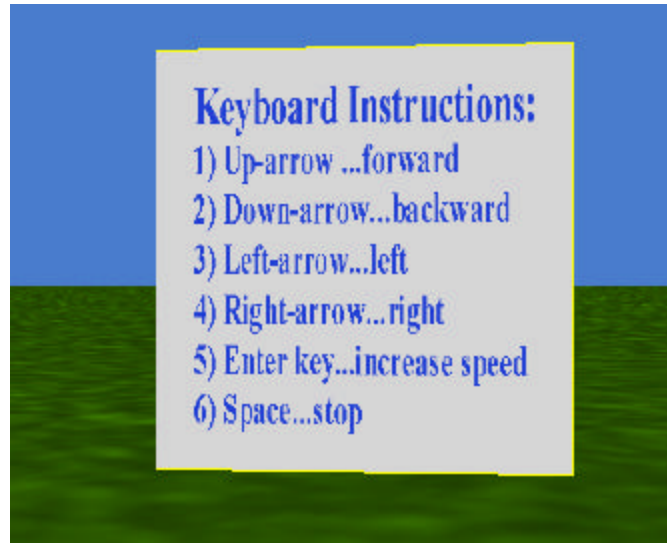 Keyboard Instructions:
1) Up-arrow ...forward
2) Down-arrow...backward
3) Left-arrow...left
4) Right-arrow...right
5) Enter key...increase speed
6) Space...stop